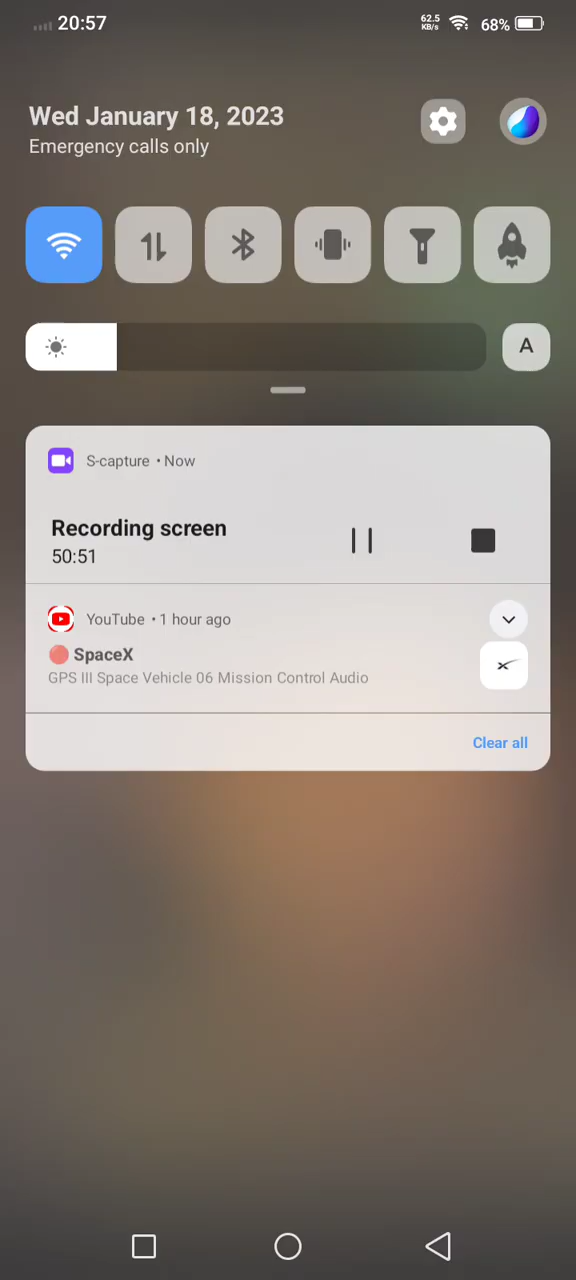 20:57
62.5
KB/s
68%
Wed January 18, 2023
Emergency calls only
A
S-capture • Now
Recording screen
50:51
YouTube • 1 hour ago
🔴 SpaceX
GPS III Space Vehicle 06 Mission Control Audio
Clear all